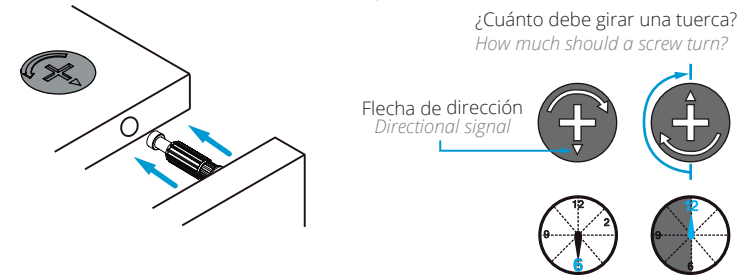 ¿Cuánto debe girar una tuerca?
How much should a screw turn?
Flecha de dirección
Directional signal
12
2
9
6
12
9
6